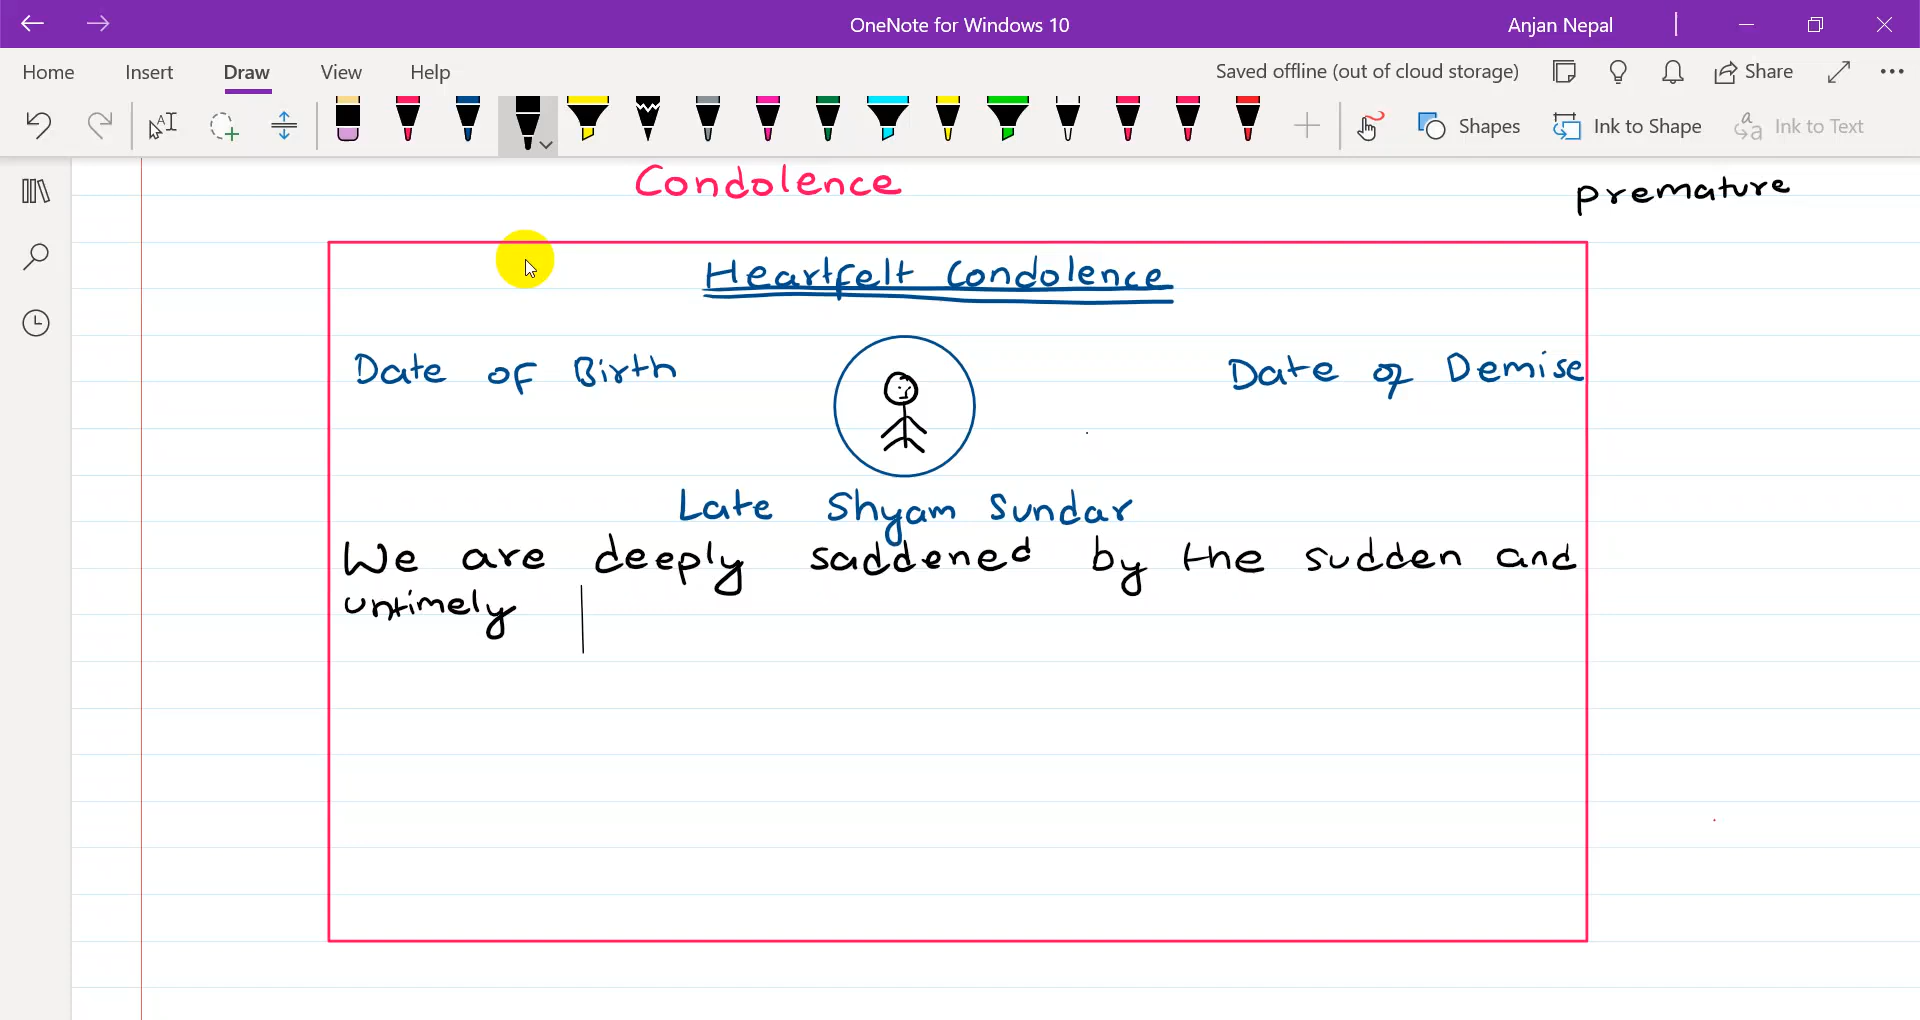 OneNote for Windows 10
Anjan Nepal
Home Insert Draw View Help
Saved offline (out of cloud storage)
Share
Shapes
Ink to Shape
Ink to Text
Condolence
premature
Heartfelt Condolence
Date of Birth
Date of Demise
Late Shyam Sundar
We are deeply saddened by the sudden and
untimely